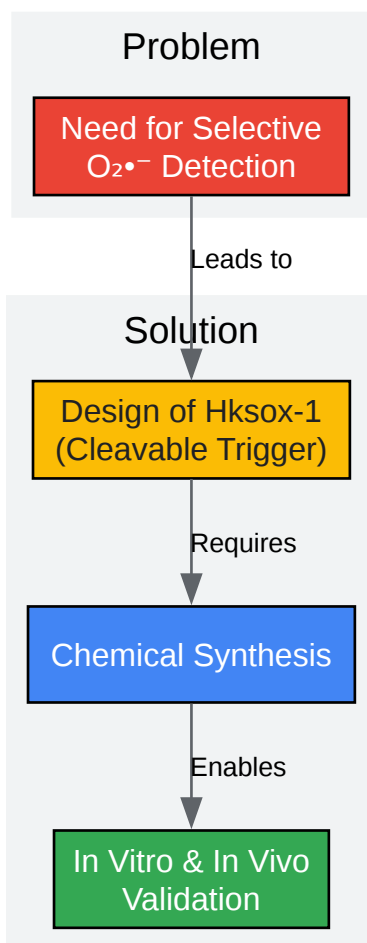 Problem
Need for Selective
O₂•⁻ Detection
Leads to
Solution
Design of Hksox-1
(Cleavable Trigger)
Requires
Chemical Synthesis
Enables
In Vitro & In Vivo
Validation